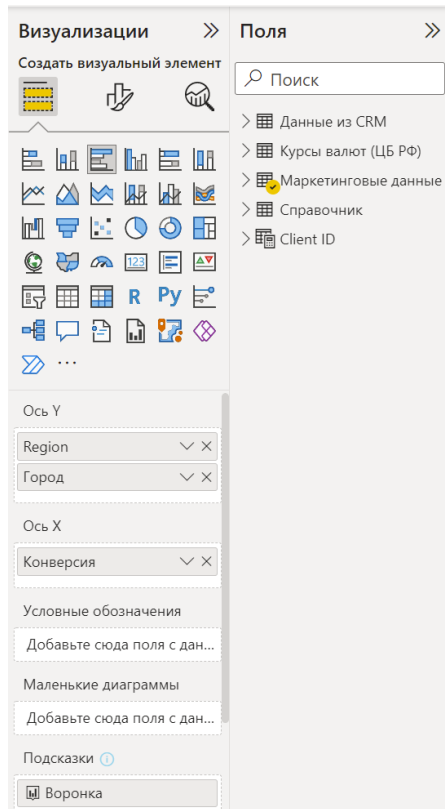 Визуализации
Создать визуальный элемент
123
R
Py
Ось Y
Region
Город
Ось X
Конверсия
Условные обозначения
Добавьте сюда поля с дан...
Маленькие диаграммы
Добавьте сюда поля с дан...
Подсказки
Воронка
Поля
Поиск
Данные из CRM
Курсы валют (ЦБ РФ)
Маркетинговые данные
Справочник
Client ID